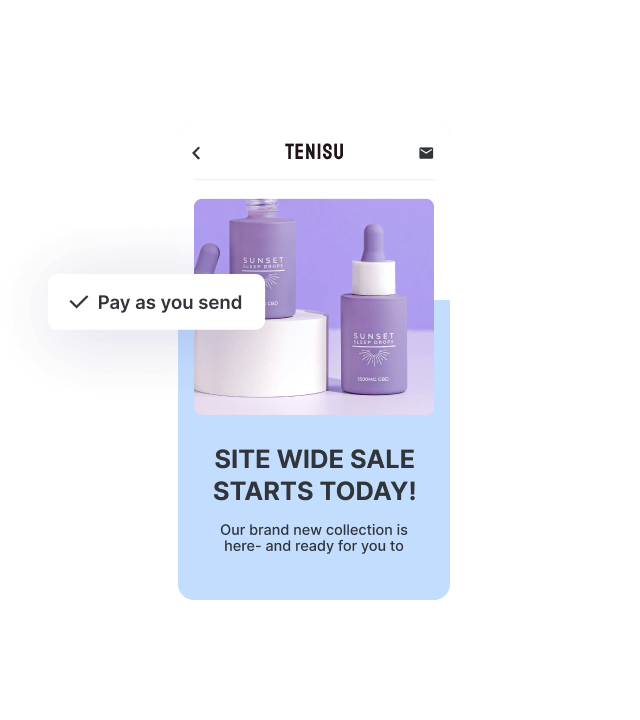 TENISU
SUNSET
SLEEP DROPS
CBD
Pay as you send
SUNSET
SLEEP DROPS
1500MG CBD
SITE WIDE SALE
STARTS TODAY!
Our brand new collection is
here- and ready for you to